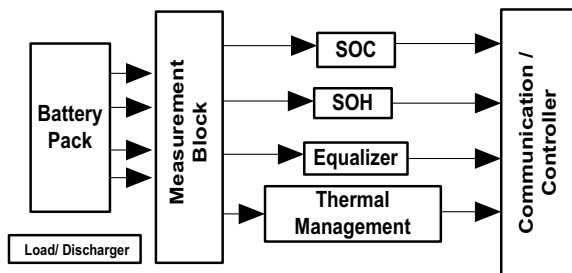 Battery
Pack
Load/ Discharger
Measurement
Block
SOC
SOH
Equalizer
Thermal
Management
Communication /
Controller